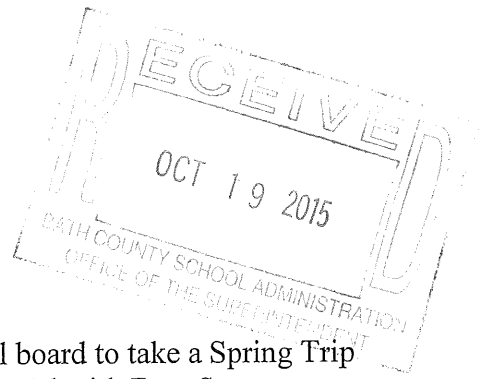 RECEIVED
OCT 19 2015
BATH COUNTY SCHOOL ADMINISTRATION
OFFICE OF THE SUPERINTENDENT
l board to take a Spring Trip